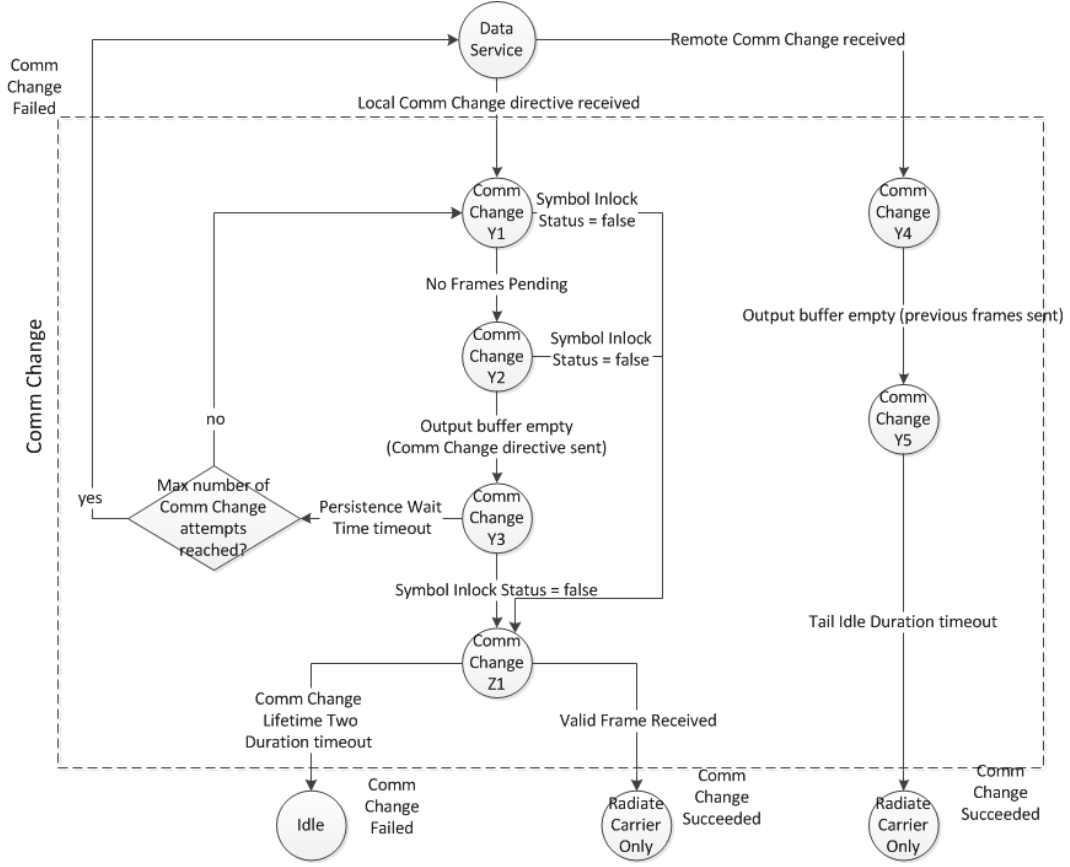 Data
Service
Remote Comm Change received
Comm
Change
Failed
Local Comm Change directive received
Comm
Change
Y1
Symbol Inlock
Status = false
Comm
Change
Y4
No Frames Pending
Output buffer empty (previous frames sent)
Comm
Change
Y2
Symbol Inlock
Status = false
Comm Change
no
Output buffer empty
(Comm Change directive sent)
Comm
Change
Y5
yes
Max number of
Comm Change
attempts
reached?
Persistence Wait
Time timeout
Comm
Change
Y3
Symbol Inlock Status = false
Tail Idle Duration timeout
Comm
Change
Z1
Comm Change
Lifetime Two
Duration timeout
Valid Frame Received
Idle
Comm
Change
Failed
Radiate
Carrier
Only
Comm
Change
Succeeded
Radiate
Carrier
Only
Comm
Change
Succeeded